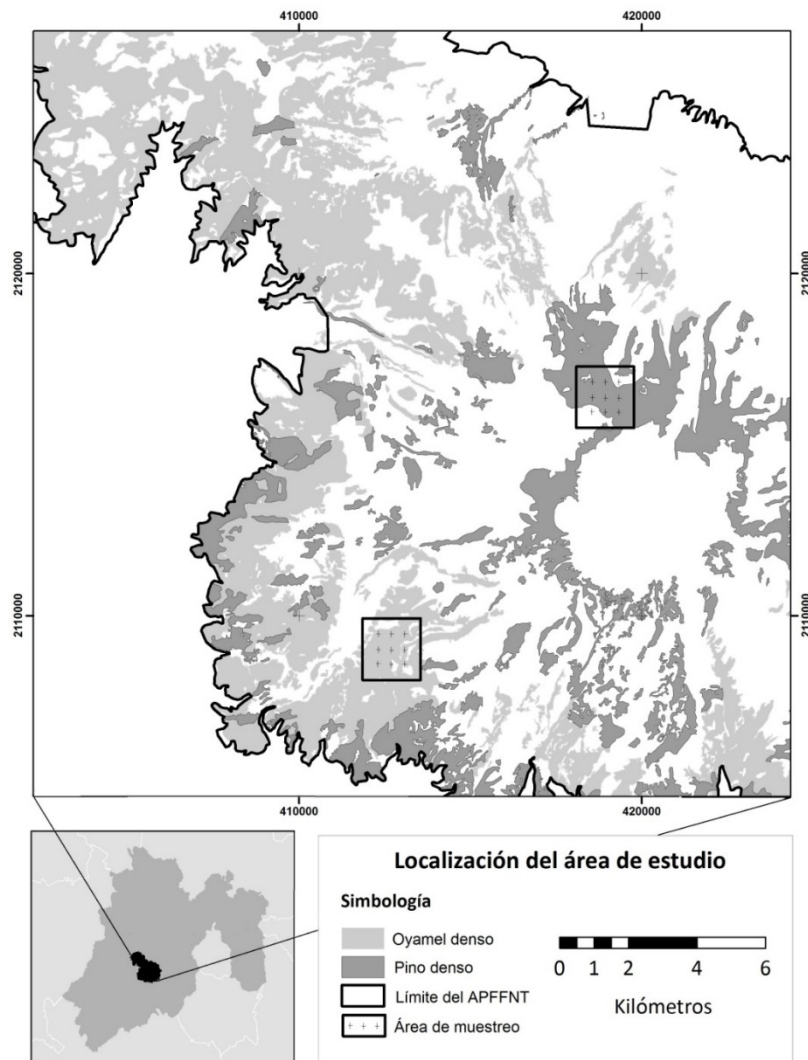 410000 420000
2120000 2120000
2110000 2110000
410000 420000
Localización del área de estudio
Simbología
Oyamel denso
Pino denso
Límite del APFFNT
Área de muestreo
0 1 2 4 6
Kilómetros